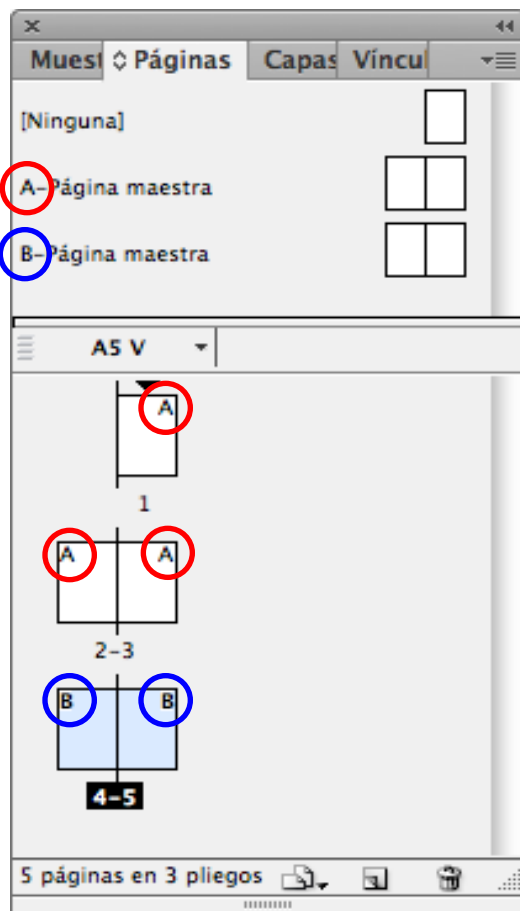 Muest Páginas Capas Víncul
[Ninguna]
A-Página maestra
B-Página maestra
A5 V
A
1
A A
2-3
B B
4-5
5 páginas en 3 pliegos